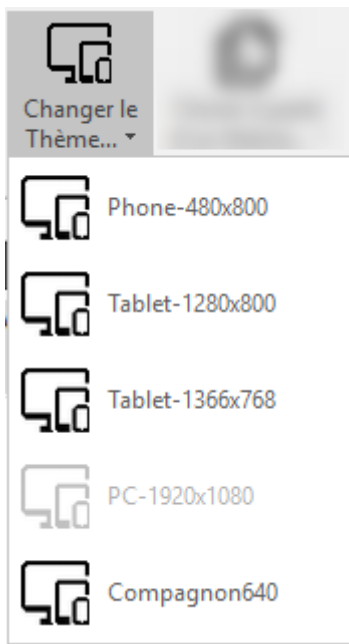 Changer le
Thème...
Phone-480x800
Tablet-1280x800
Tablet-1366x768
PC-1920x1080
Compagnon640